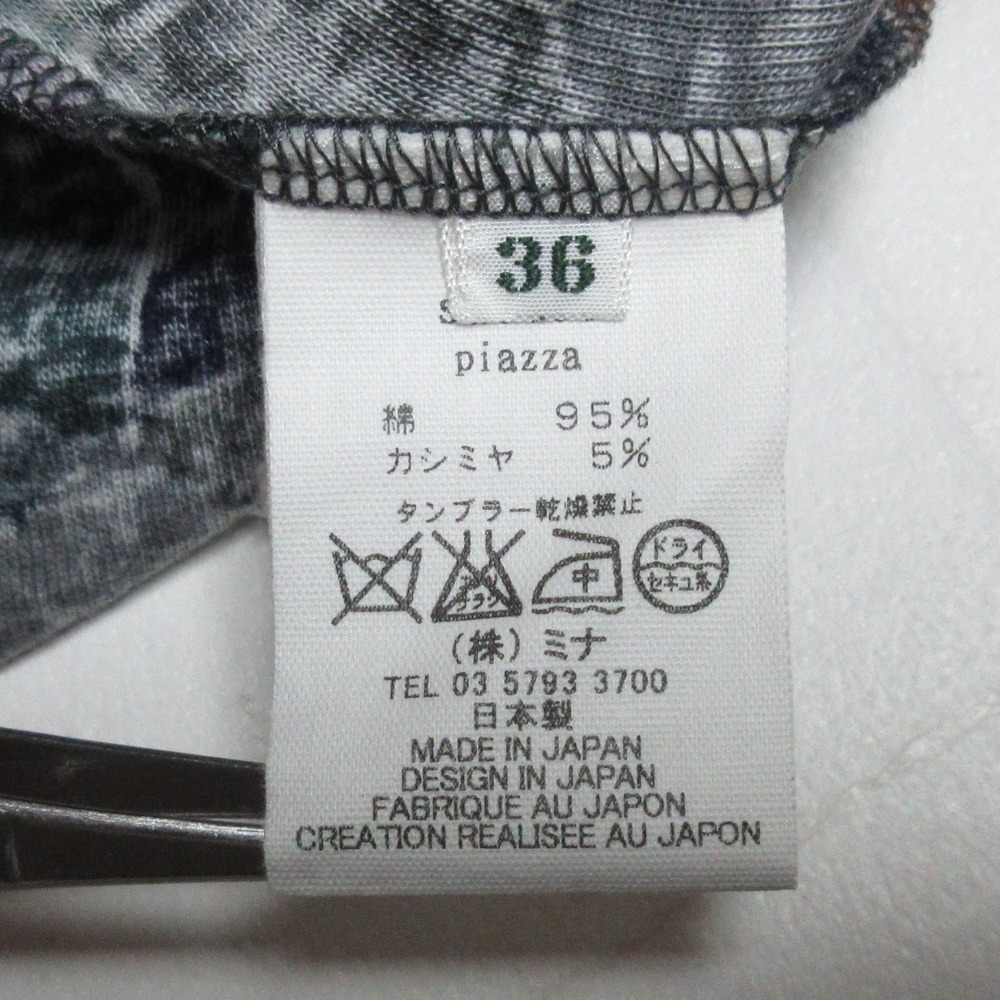 36
piazza
綿 95%
カシミヤ 5%
タンブラー乾燥禁止
中
ドライ
セキユ系
(株)ミナ
TEL 03 5793 3700
日本製
MADE IN JAPAN
DESIGN IN JAPAN
FABRIQUE AU JAPON
CREATION REALISEE AU JAPON